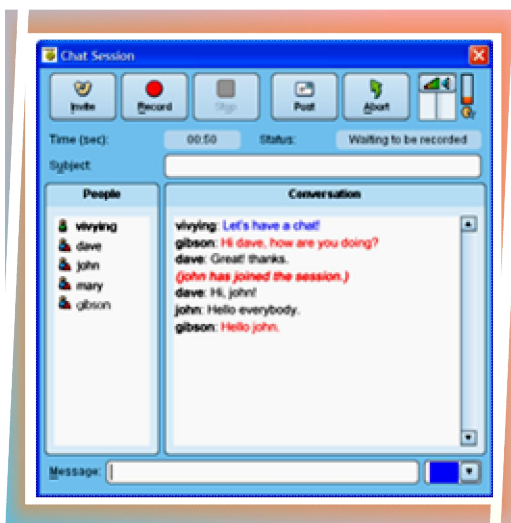 Chat Session
Invite Record Stop Post Abort
Time (sec): 00:50 Status: Waiting to be recorded
Subject
People Conversation
vivying
dave
john
mary
gibson
vivying: Let's have a chat!
gibson: Hi dave, how are you doing?
dave: Great! thanks.
(john has joined the session.)
dave: Hi, john!
john: Hello everybody.
gibson: Hello john.
Message: